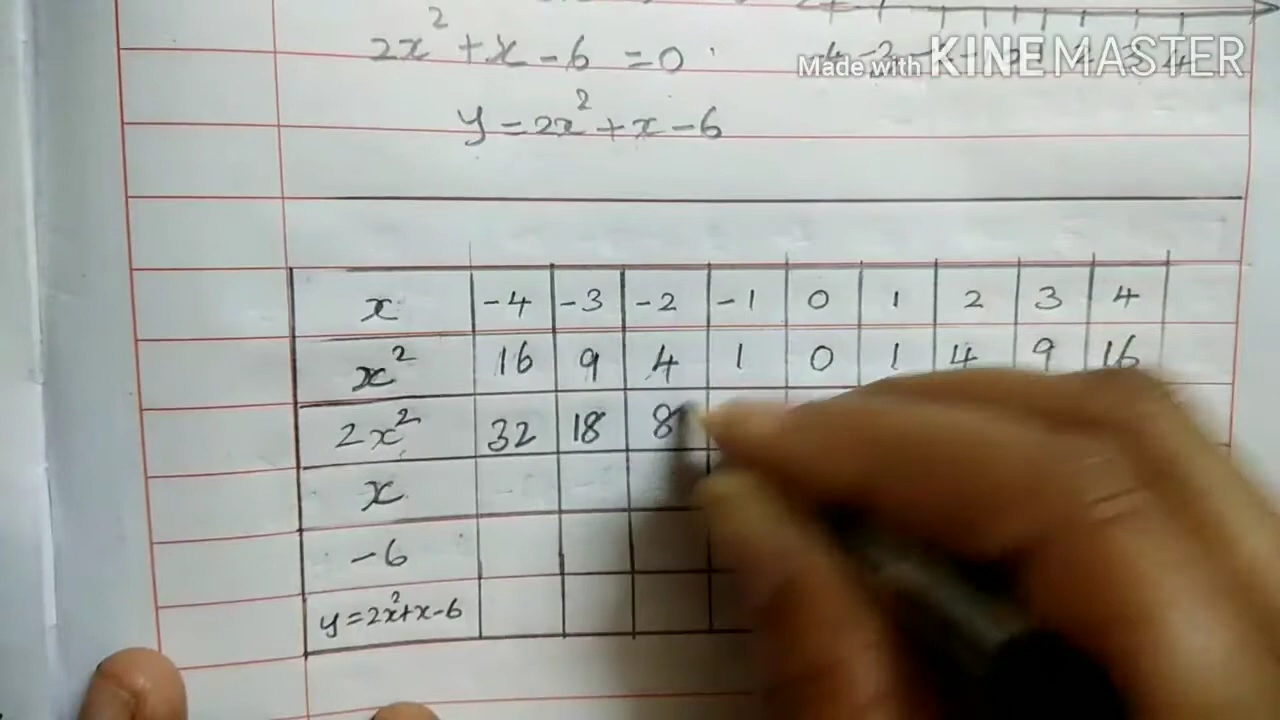 2x² + x - 6 = 0
Made with KINEMASTER
y = 2x² + x - 6
x -4 -3 -2 -1 0 1 2 3 4
x² 16 9 4 1 0 1 4 9 16
2x² 32 18 8
x
-6
y = 2x² + x - 6